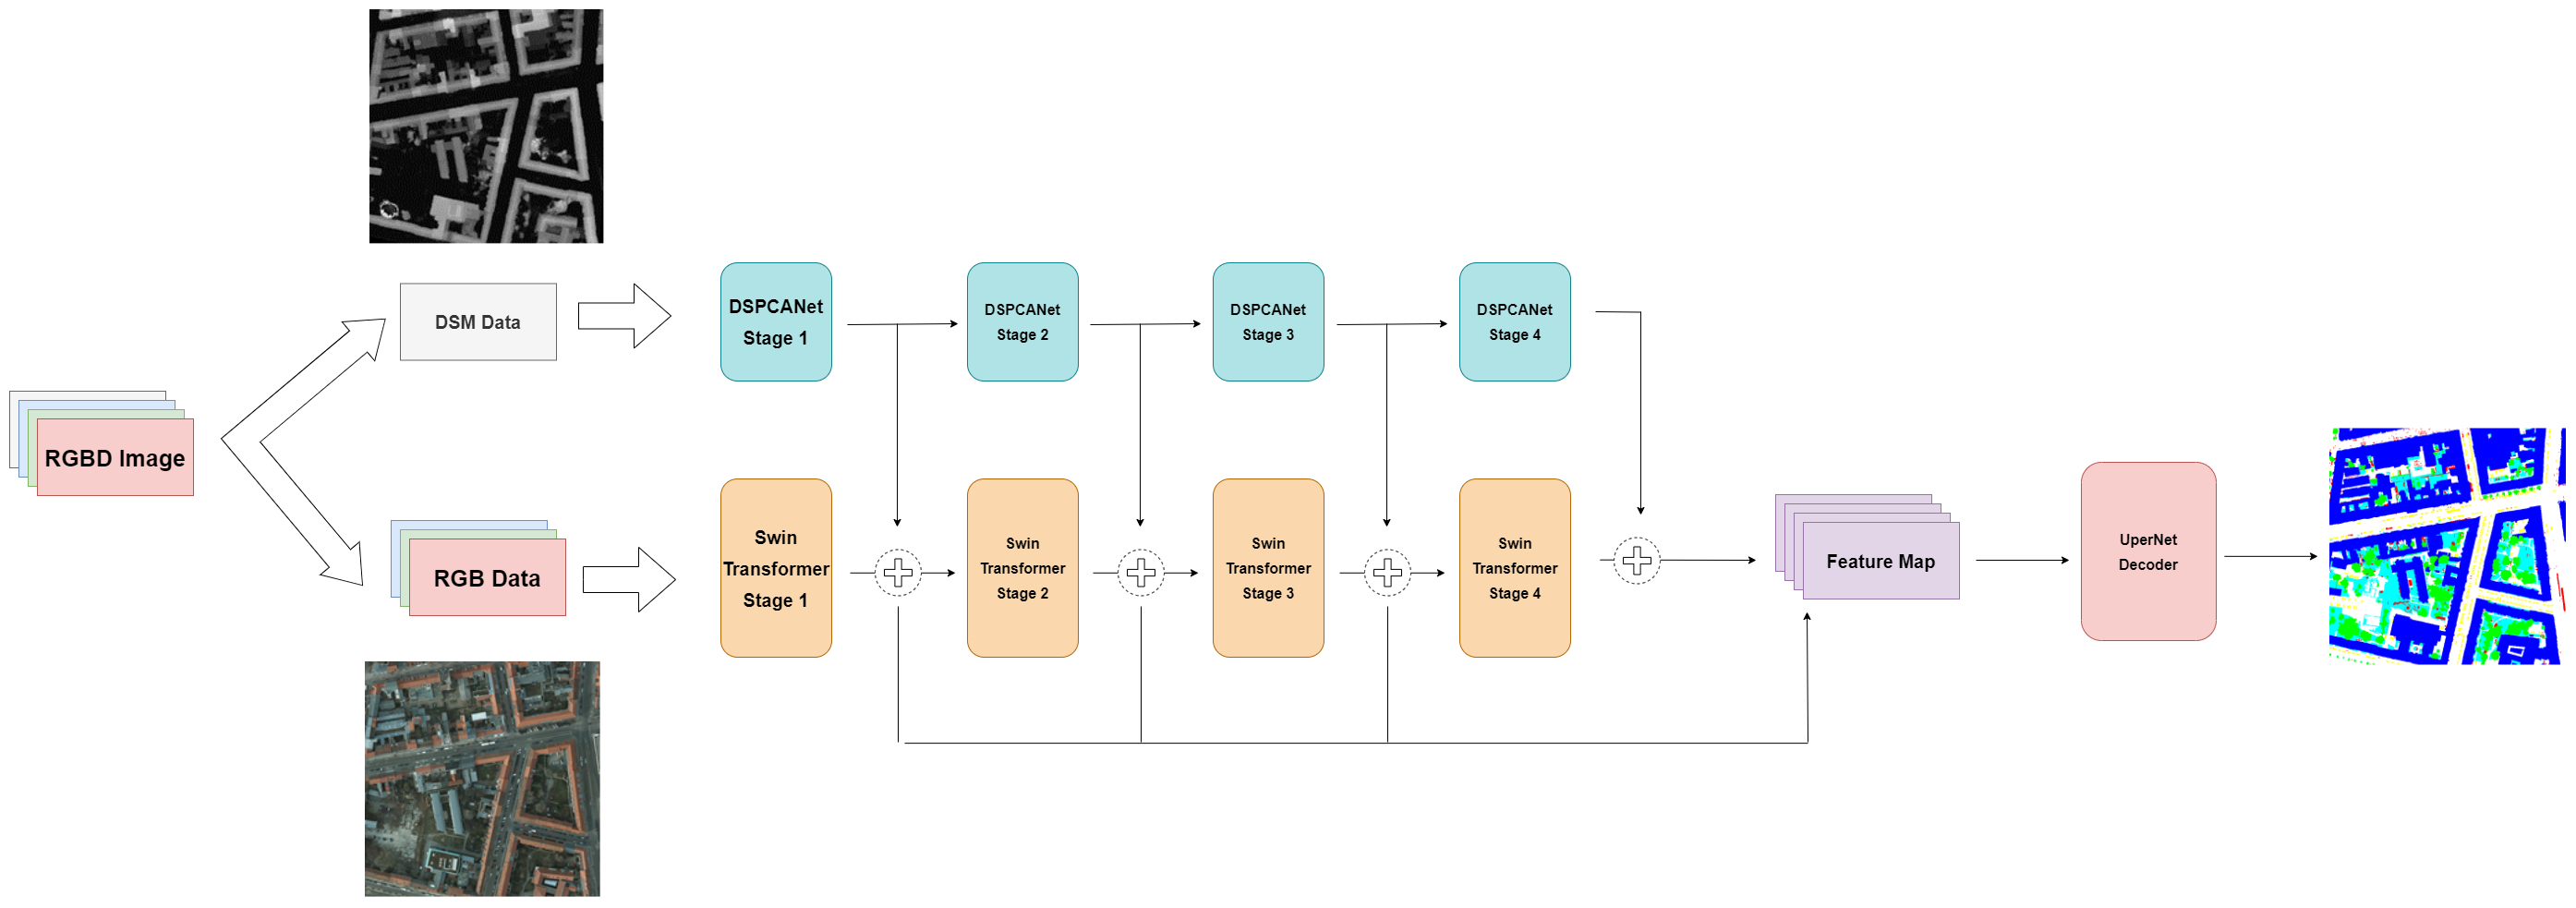 DSM Data
RGBD Image
RGB Data
DSPCANet
Stage 1
DSPCANet
Stage 2
DSPCANet
Stage 3
DSPCANet
Stage 4
Swin
Transformer
Stage 1
Swin
Transformer
Stage 2
Swin
Transformer
Stage 3
Swin
Transformer
Stage 4
Feature Map
UperNet
Decoder